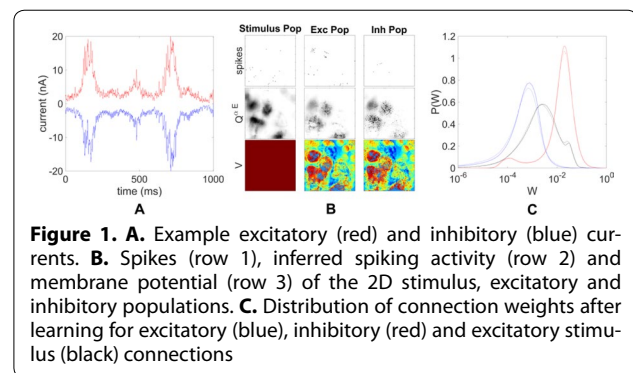 Stimulus Pop Exc Pop Inh Pop
20
10
0
-10
-20
current (nA)
0 500 1000
time (ms)
A
spikes
Q^n E
V
B
1.2
1
0.8
0.6
0.4
0.2
0
P(W)
10^-6 10^-4 10^-2 10^0
W
C
Figure 1. A. Example excitatory (red) and inhibitory (blue) cur-
rents. B. Spikes (row 1), inferred spiking activity (row 2) and
membrane potential (row 3) of the 2D stimulus, excitatory and
inhibitory populations. C. Distribution of connection weights after
learning for excitatory (blue), inhibitory (red) and excitatory stimu-
lus (black) connections